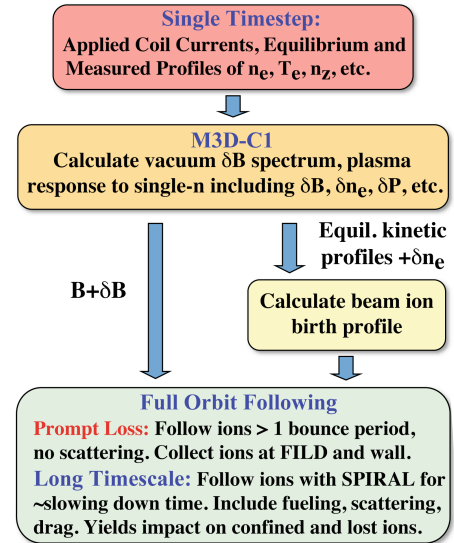 Single Timestep:
Applied Coil Currents, Equilibrium and
Measured Profiles of nₑ, Tₑ, n_z, etc.
M3D-C1
Calculate vacuum δB spectrum, plasma
response to single-n including δB, δnₑ, δP, etc.
Equil. kinetic
profiles +δnₑ
B+δB
Calculate beam ion
birth profile
Full Orbit Following
Prompt Loss: Follow ions > 1 bounce period,
no scattering. Collect ions at FILD and wall.
Long Timescale: Follow ions with SPIRAL for
~slowing down time. Include fueling, scattering,
drag. Yields impact on confined and lost ions.